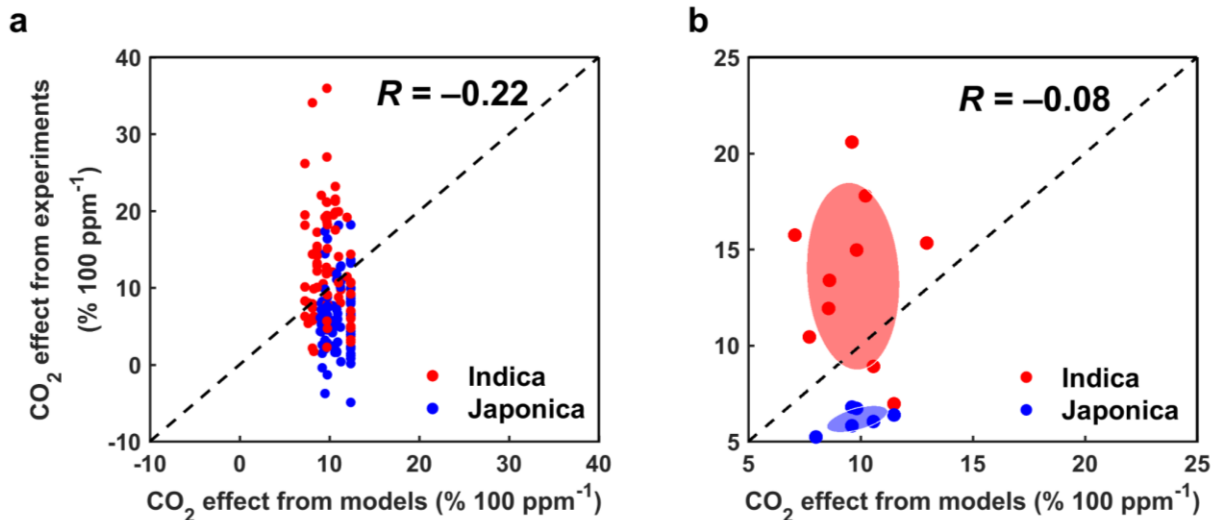 a
CO₂ effect from experiments
(% 100 ppm⁻¹)
40
30
20
10
0
-10
R = –0.22
Indica
Japonica
-10 0 10 20 30 40
CO₂ effect from models (% 100 ppm⁻¹)
b
25
20
15
10
5
R = –0.08
Indica
Japonica
5 10 15 20 25
CO₂ effect from models (% 100 ppm⁻¹)